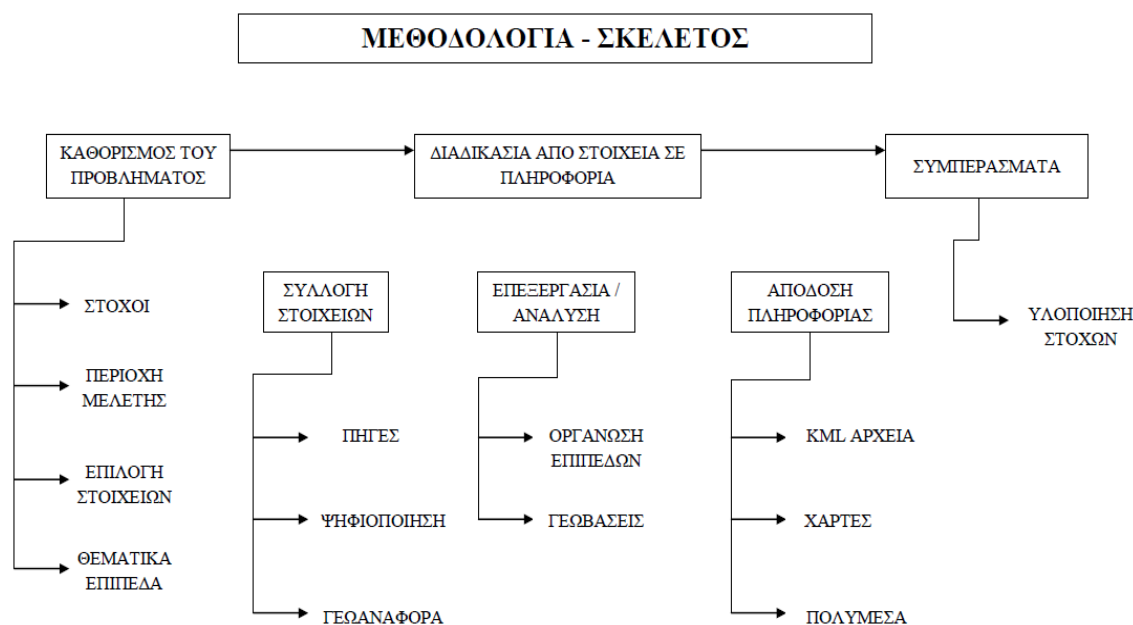 ΜΕΘΟΔΟΛΟΓΙΑ - ΣΚΕΛΕΤΟΣ
ΚΑΘΟΡΙΣΜΟΣ ΤΟΥ
ΠΡΟΒΛΗΜΑΤΟΣ
ΔΙΑΔΙΚΑΣΙΑ ΑΠΟ ΣΤΟΙΧΕΙΑ ΣΕ
ΠΛΗΡΟΦΟΡΙΑ
ΣΥΜΠΕΡΑΣΜΑΤΑ
ΣΤΟΧΟΙ
ΠΕΡΙΟΧΗ
ΜΕΛΕΤΗΣ
ΕΠΙΛΟΓΗ
ΣΤΟΙΧΕΙΩΝ
ΘΕΜΑΤΙΚΑ
ΕΠΙΠΕΔΑ
ΣΥΛΛΟΓΗ
ΣΤΟΙΧΕΙΩΝ
ΠΗΓΕΣ
ΨΗΦΙΟΠΟΙΗΣΗ
ΓΕΩΑΝΑΦΟΡΑ
ΕΠΕΞΕΡΓΑΣΙΑ /
ΑΝΑΛΥΣΗ
ΟΡΓΑΝΩΣΗ
ΕΠΙΠΕΔΩΝ
ΓΕΩΒΑΣΕΙΣ
ΑΠΟΔΟΣΗ
ΠΛΗΡΟΦΟΡΙΑΣ
KML ΑΡΧΕΙΑ
ΧΑΡΤΕΣ
ΠΟΛΥΜΕΣΑ
ΥΛΟΠΟΙΗΣΗ
ΣΤΟΧΩΝ